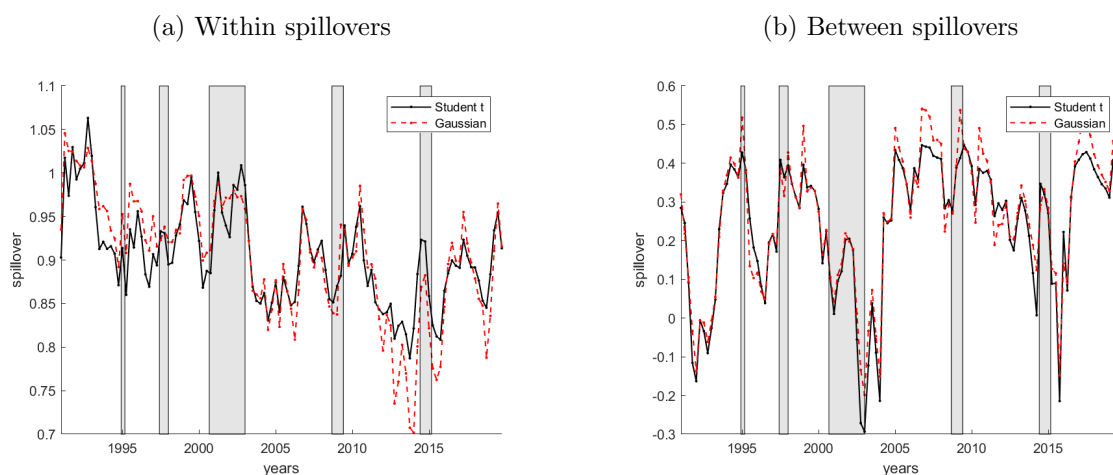 (a) Within spillovers
(b) Between spillovers
1.1
1.05
1
0.95
0.9
0.85
0.8
0.75
0.7
spillover
Student t
Gaussian
1995
2000
2005
2010
2015
years
0.6
0.5
0.4
0.3
0.2
0.1
0
-0.1
-0.2
-0.3
spillover
Student t
Gaussian
1995
2000
2005
2010
2015
years